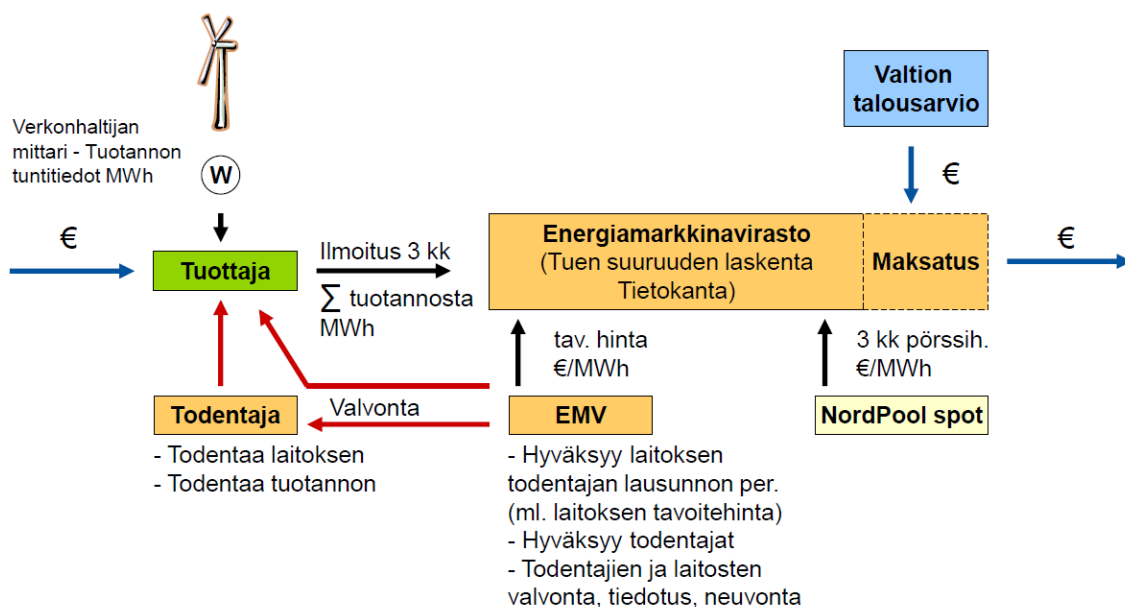 Valtion
talousarvio
Verkonhaltijan
mittari - Tuotannon
tuntitiedot MWh
W
€
€
Tuottaja
Ilmoitus 3 kk
∑ tuotannosta
MWh
Energiamarkkinavirasto
(Tuen suuruuden laskenta
Tietokanta)
Maksatus
€
tav. hinta
€/MWh
3 kk pörssih.
€/MWh
Todentaja
Valvonta
EMV
NordPool spot
- Todentaa laitoksen
- Todentaa tuotannon
- Hyväksyy laitoksen
todentajan lausunnon per.
(ml. laitoksen tavoitehinta)
- Hyväksyy todentajat
- Todentajien ja laitosten
valvonta, tiedotus, neuvonta